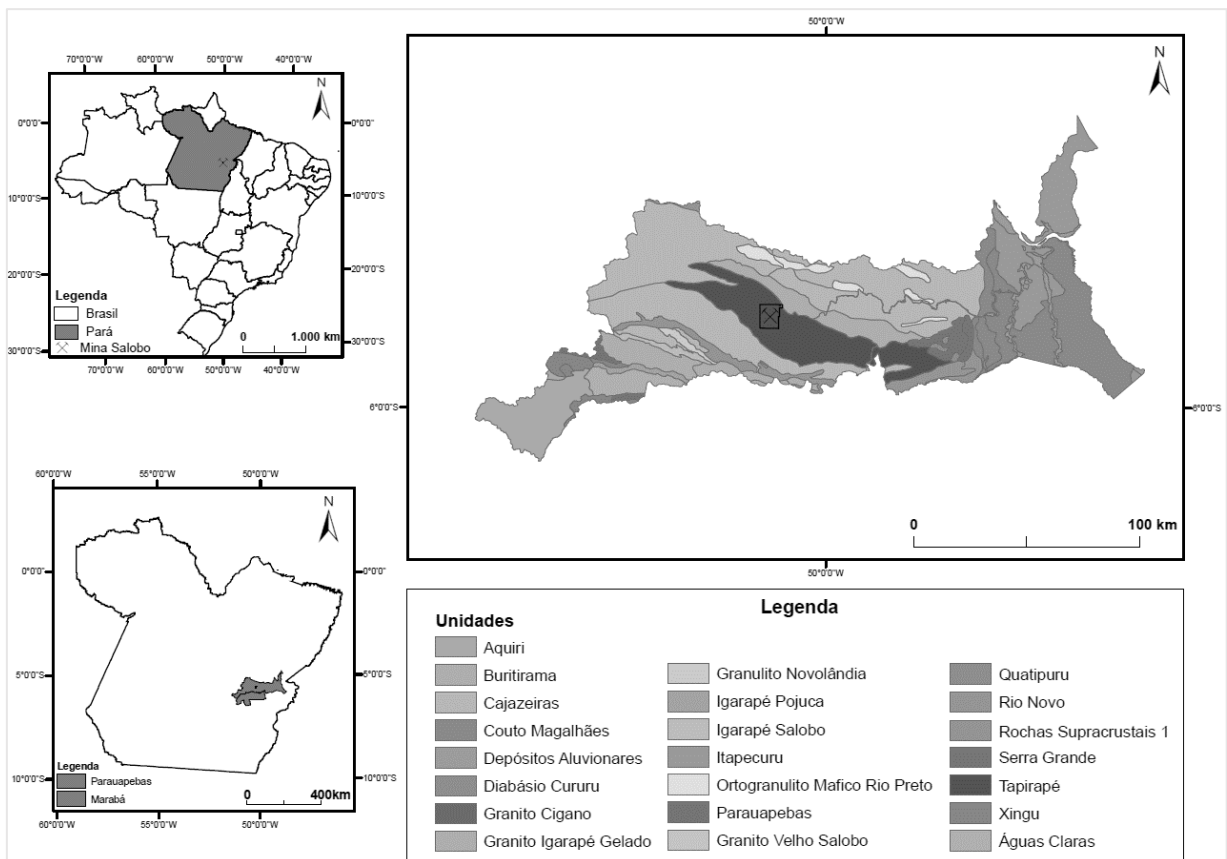 70°0'0"W 60°0'0"W 50°0'0"W 40°0'0"W
N
0°0'0"
10°0'0"S
20°0'0"S
30°0'0"S
0°0'0"
10°0'0"S
20°0'0"S
30°0'0"S
Legenda
Brasil
Pará
Mina Salobo
0 1.000 km
70°0'0"W 60°0'0"W 50°0'0"W 40°0'0"W
50°0'0"W
N
6°0'0"S
6°0'0"S
0 100 km
50°0'0"W
60°0'0"W 55°0'0"W 50°0'0"W
N
0°0'0"
5°0'0"S
10°0'0"S
0°0'0"
5°0'0"S
10°0'0"S
Legenda
Parauapebas
Marabá
0 400km
60°0'0"W 55°0'0"W 50°0'0"W
Legenda
Unidades
Aquiri
Buritirama
Cajazeiras
Couto Magalhães
Depósitos Aluvionares
Diabásio Cururu
Granito Cigano
Granito Igarapé Gelado
Granulito Novolândia
Igarapé Pojuca
Igarapé Salobo
Itapecuru
Ortogranulito Mafico Rio Preto
Parauapebas
Granito Velho Salobo
Quatipuru
Rio Novo
Rochas Supracrustais 1
Serra Grande
Tapirapé
Xingu
Águas Claras